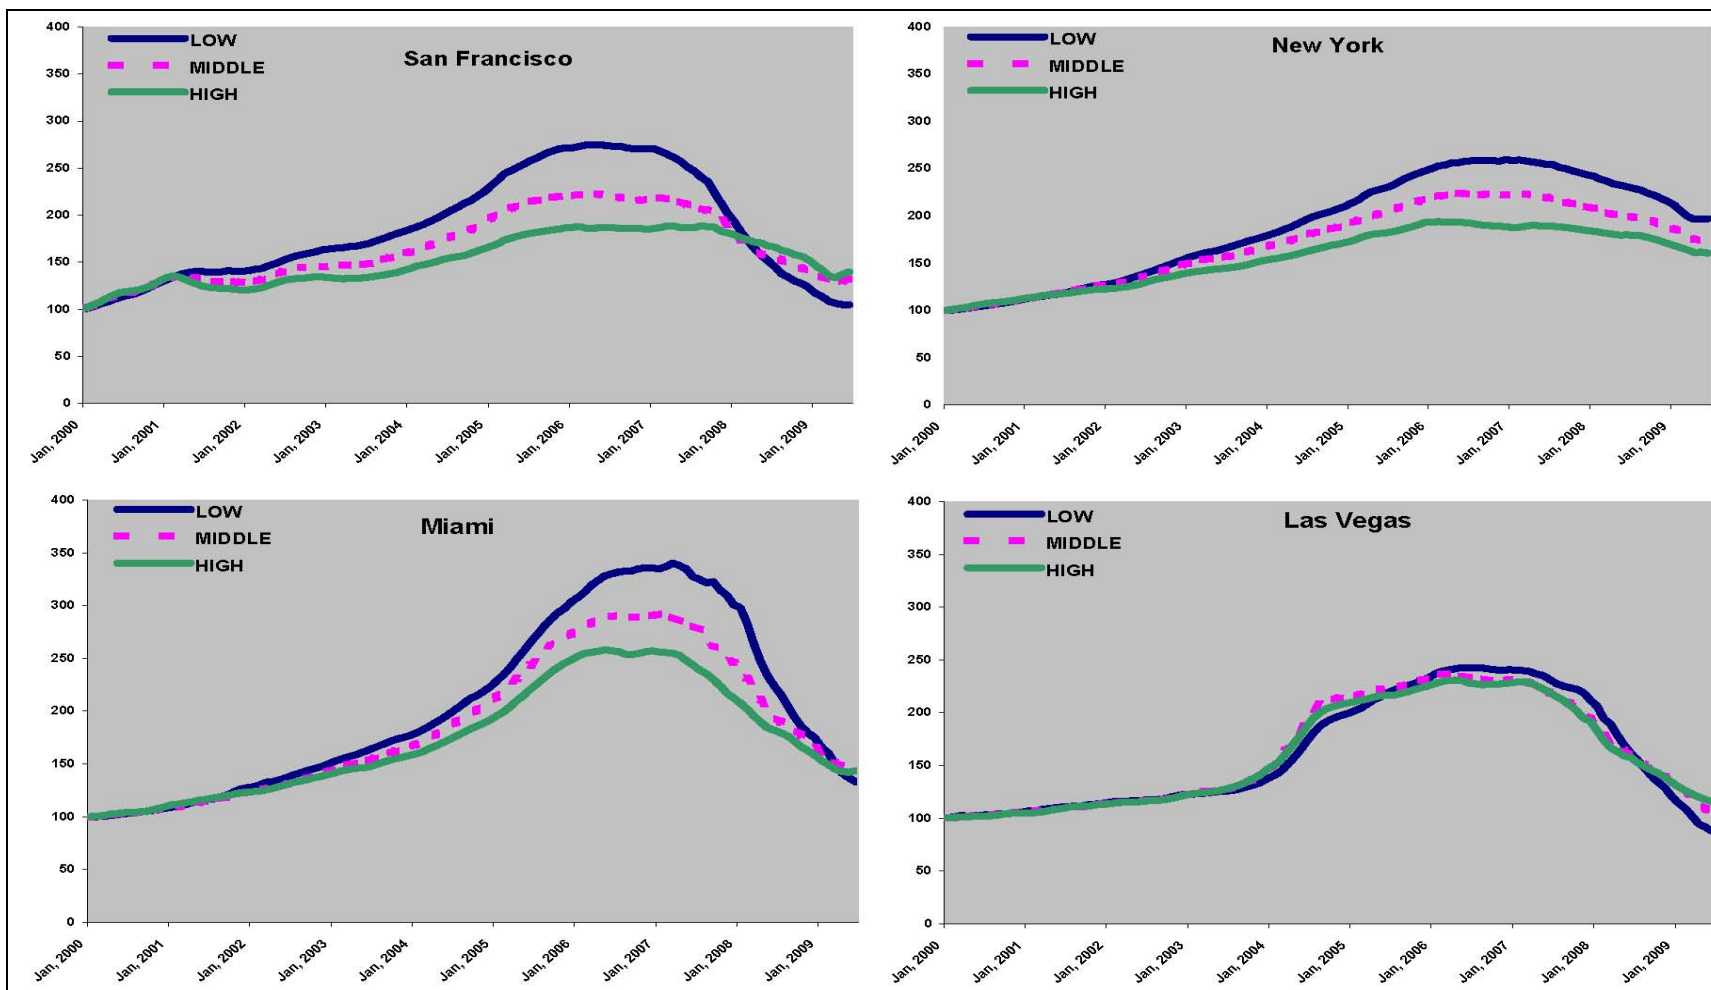 San Francisco
LOW
MIDDLE
HIGH
400
350
300
250
200
150
100
50
0
Jan, 2000
Jan, 2001
Jan, 2002
Jan, 2003
Jan, 2004
Jan, 2005
Jan, 2006
Jan, 2007
Jan, 2008
Jan, 2009
New York
LOW
MIDDLE
HIGH
400
350
300
250
200
150
100
50
0
Jan, 2000
Jan, 2001
Jan, 2002
Jan, 2003
Jan, 2004
Jan, 2005
Jan, 2006
Jan, 2007
Jan, 2008
Jan, 2009
Miami
LOW
MIDDLE
HIGH
400
350
300
250
200
150
100
50
0
Jan, 2000
Jan, 2001
Jan, 2002
Jan, 2003
Jan, 2004
Jan, 2005
Jan, 2006
Jan, 2007
Jan, 2008
Jan, 2009
Las Vegas
LOW
MIDDLE
HIGH
400
350
300
250
200
150
100
50
0
Jan, 2000
Jan, 2001
Jan, 2002
Jan, 2003
Jan, 2004
Jan, 2005
Jan, 2006
Jan, 2007
Jan, 2008
Jan, 2009